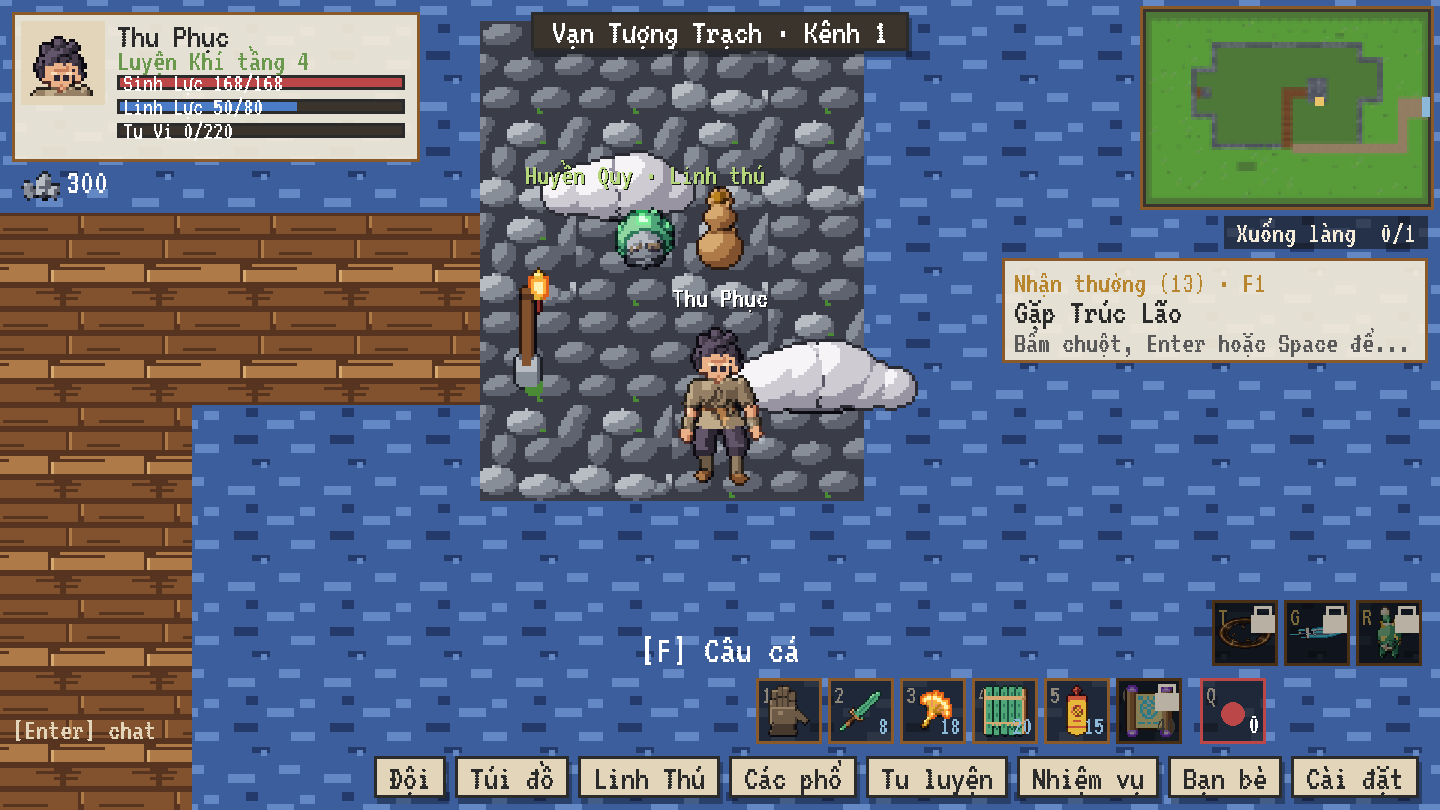 Thu Phục
Luyện Khí tầng 4
Sinh Lực 168/168
Linh Lực 50/80
Tu Vi 0/220
300
Vạn Tượng Trạch · Kênh 1
Xuống làng 0/1
Nhận thưởng (13) · F1
Gặp Trúc Lão
Bấm chuột, Enter hoặc Space để...
Huyền Quy · Linh thú
Thu Phục
[F] Câu cá
T G R
1 2 8 3 18 4 20 5 15 Q 0
[Enter] chat
Đội Túi đồ Linh Thú Các phổ Tu luyện Nhiệm vụ Bạn bè Cài đặt